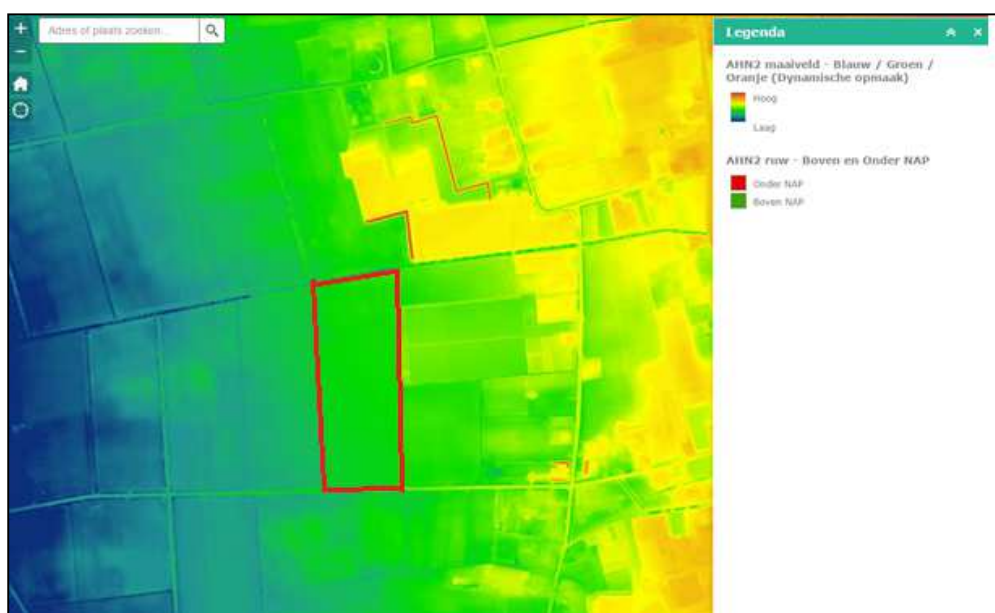 Adres of plaats zoeken...
Legenda
AHN2 maaiveld - Blauw / Groen /
Oranje (Dynamische opmaak)
Hoog
Laag
AHN2 ruw - Boven en Onder NAP
Onder NAP
Boven NAP